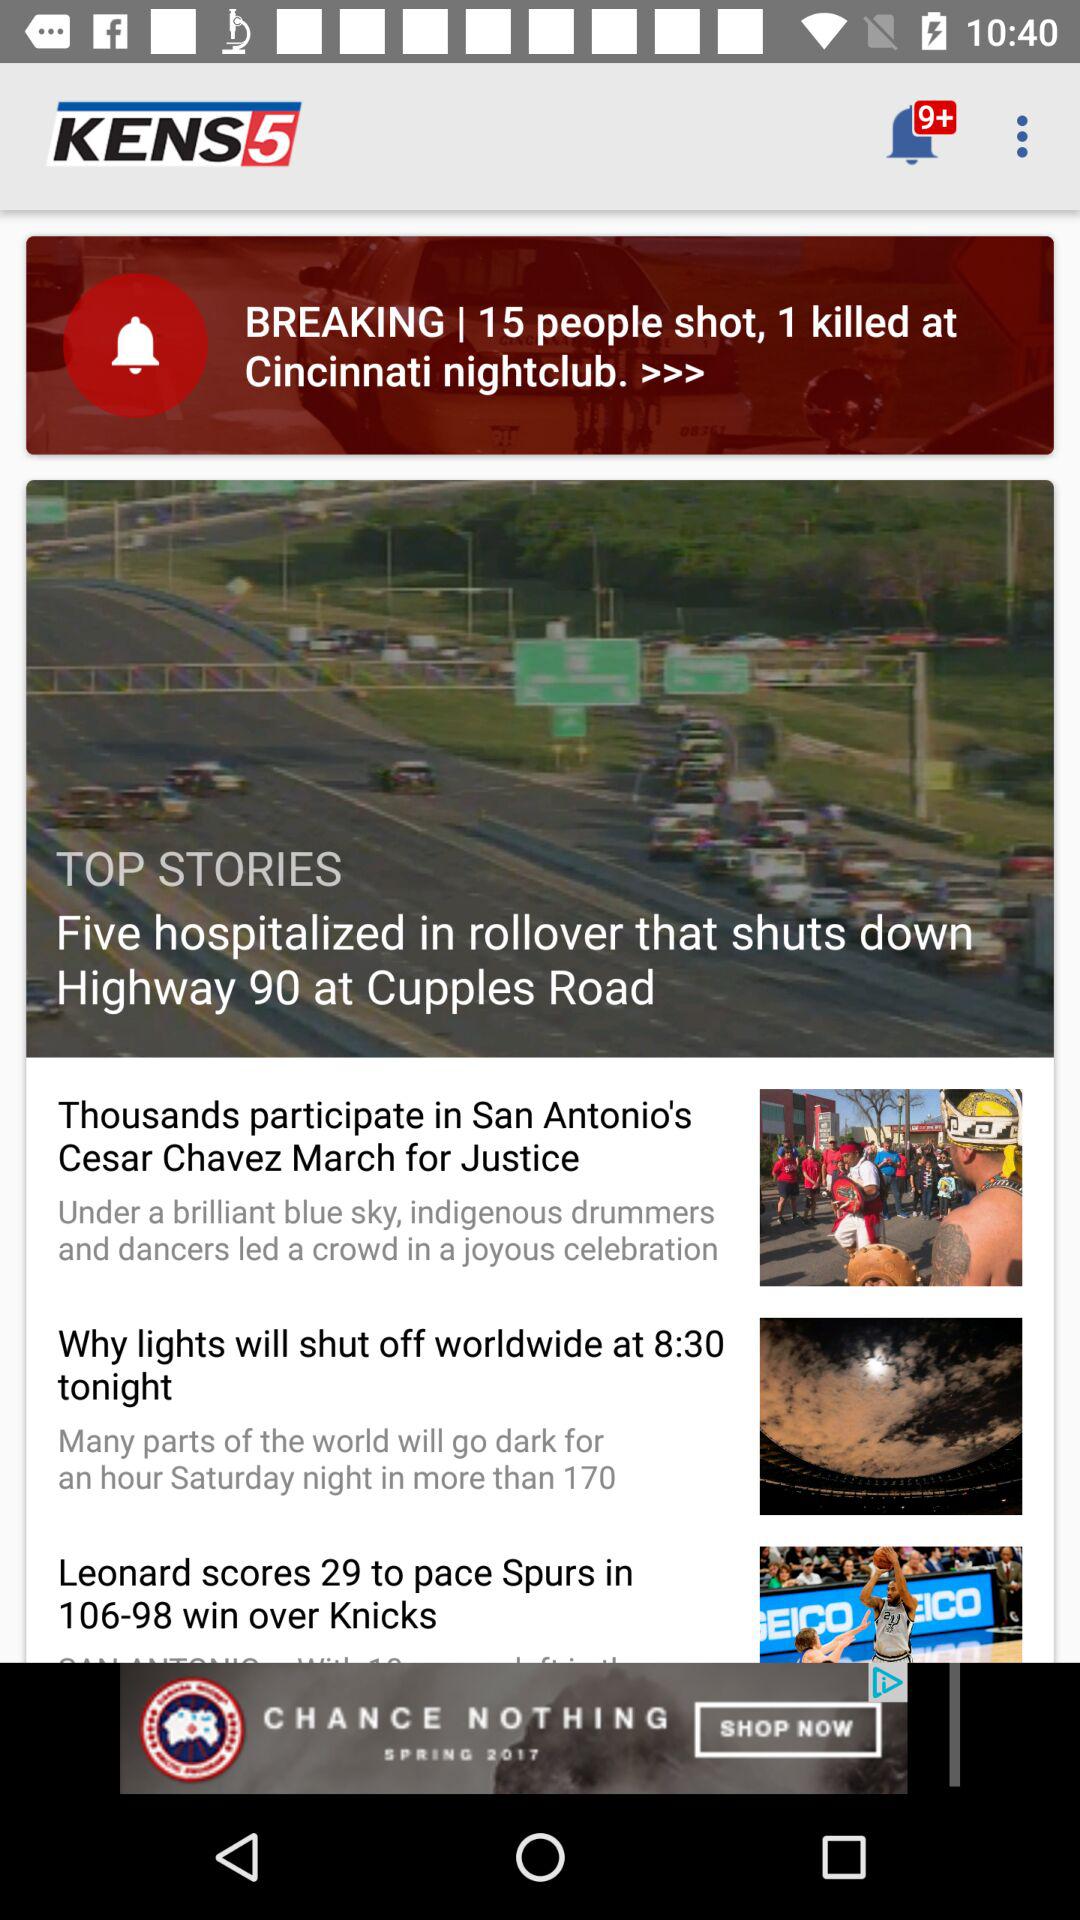 10:40
KENS5
9+
BREAKING | 15 people shot, 1 killed at
Cincinnati nightclub. >>>
08361
TOP STORIES
Five hospitalized in rollover that shuts down
Highway 90 at Cupples Road
Thousands participate in San Antonio's
Cesar Chavez March for Justice
Under a brilliant blue sky, indigenous drummers
and dancers led a crowd in a joyous celebration
Why lights will shut off worldwide at 8:30
tonight
Many parts of the world will go dark for
an hour Saturday night in more than 170
Leonard scores 29 to pace Spurs in
106-98 win over Knicks
GEICO
EICO
2
CHANCE NOTHING
SPRING 2017
SHOP NOW